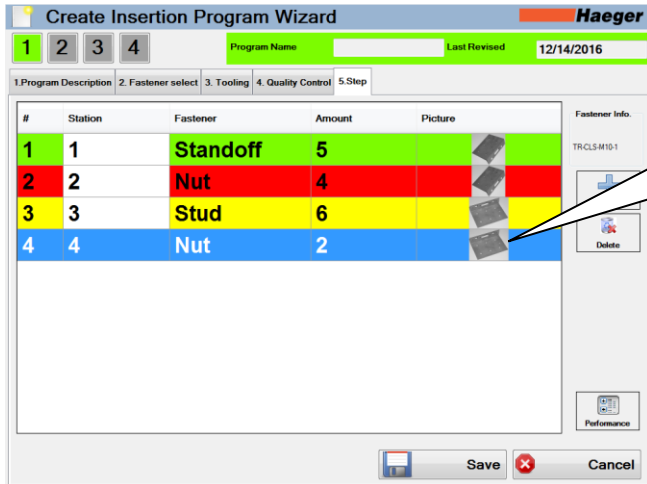 Create Insertion Program Wizard
Haeger
1 2 3 4
Program Name
Last Revised 12/14/2016
1.Program Description 2. Fastener select 3. Tooling 4. Quality Control 5.Step
# Station Fastener Amount Picture
1 1 Standoff 5
2 2 Nut 4
3 3 Stud 6
4 4 Nut 2
Fastener Info.
TR-CLS-M10-1
Delete
Performance
Save Cancel